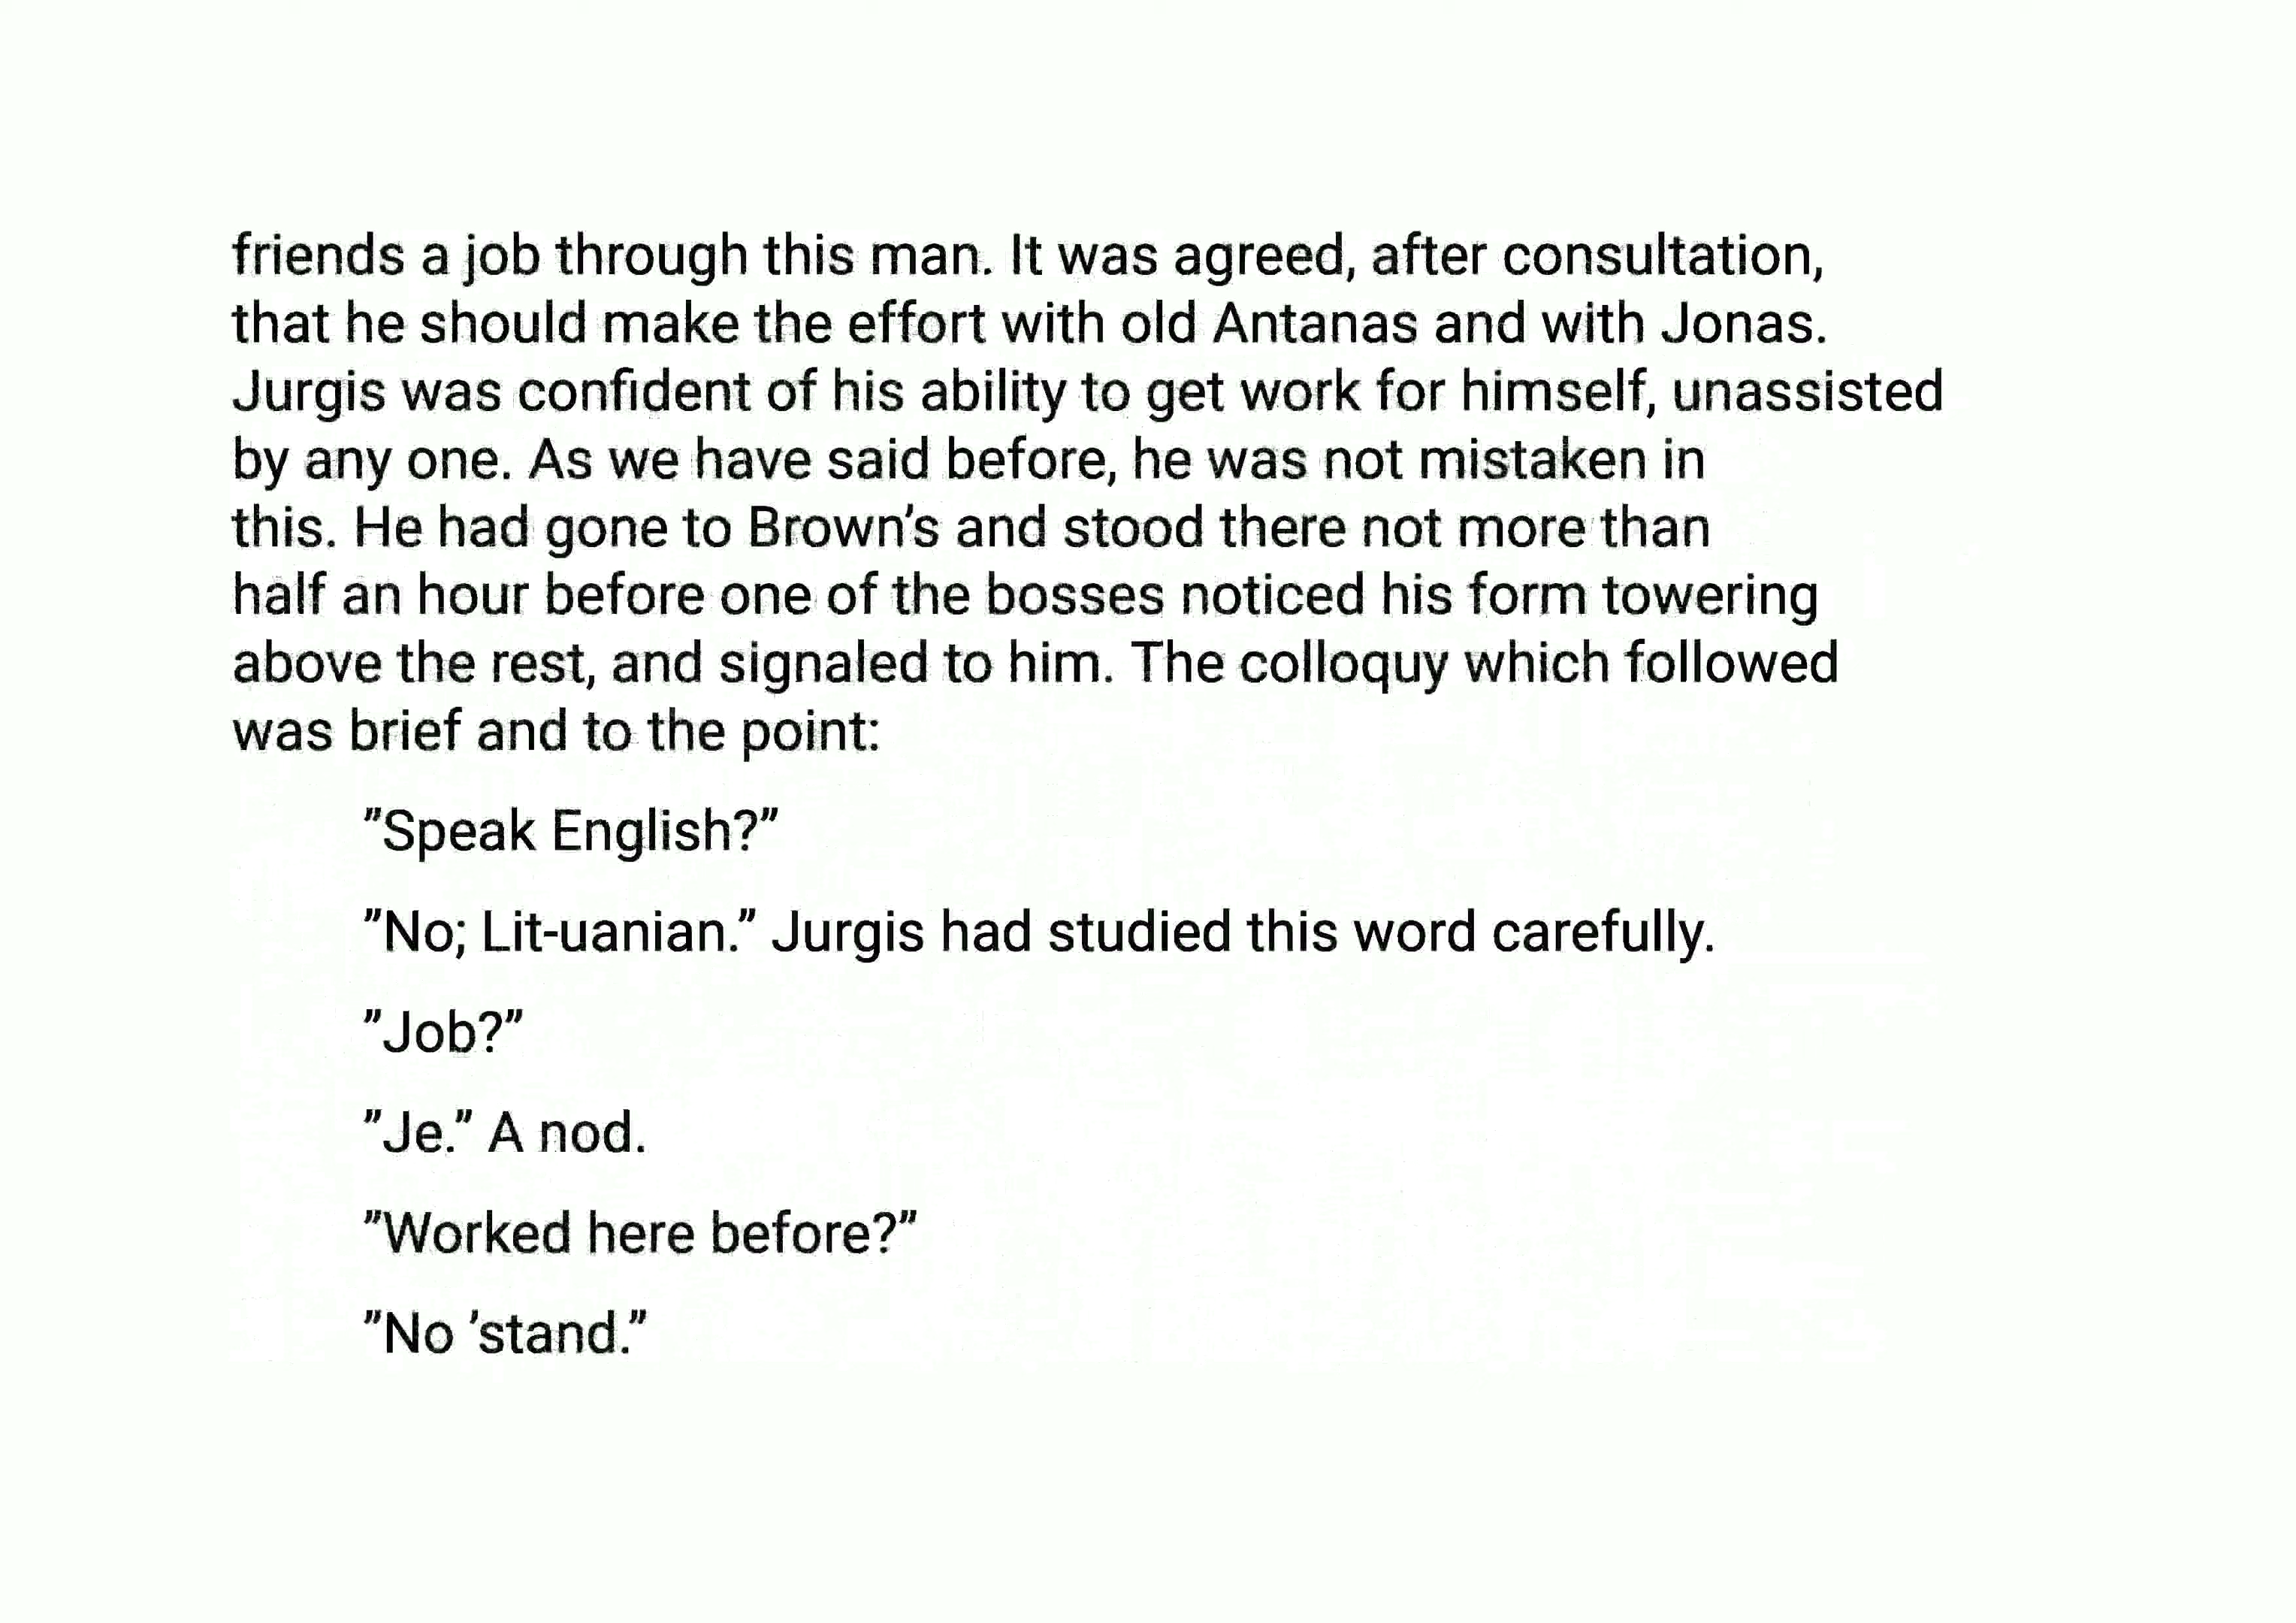 friends a job through this man. It was agreed, after consultation,
that he should make the effort with old Antanas and with Jonas.
Jurgis was confident of his ability to get work for himself, unassisted
by any one. As we have said before, he was not mistaken in
this. He had gone to Brown’s and stood there not more than
half an hour before one of the bosses noticed his form towering
above the rest, and signaled to him. The colloquy which followed
was brief and to the point:
”Speak English?”
”No; Lit-uanian.” Jurgis had studied this word carefully.
”Job?”
”Je.” A nod.
”Worked here before?”
”No ’stand.”